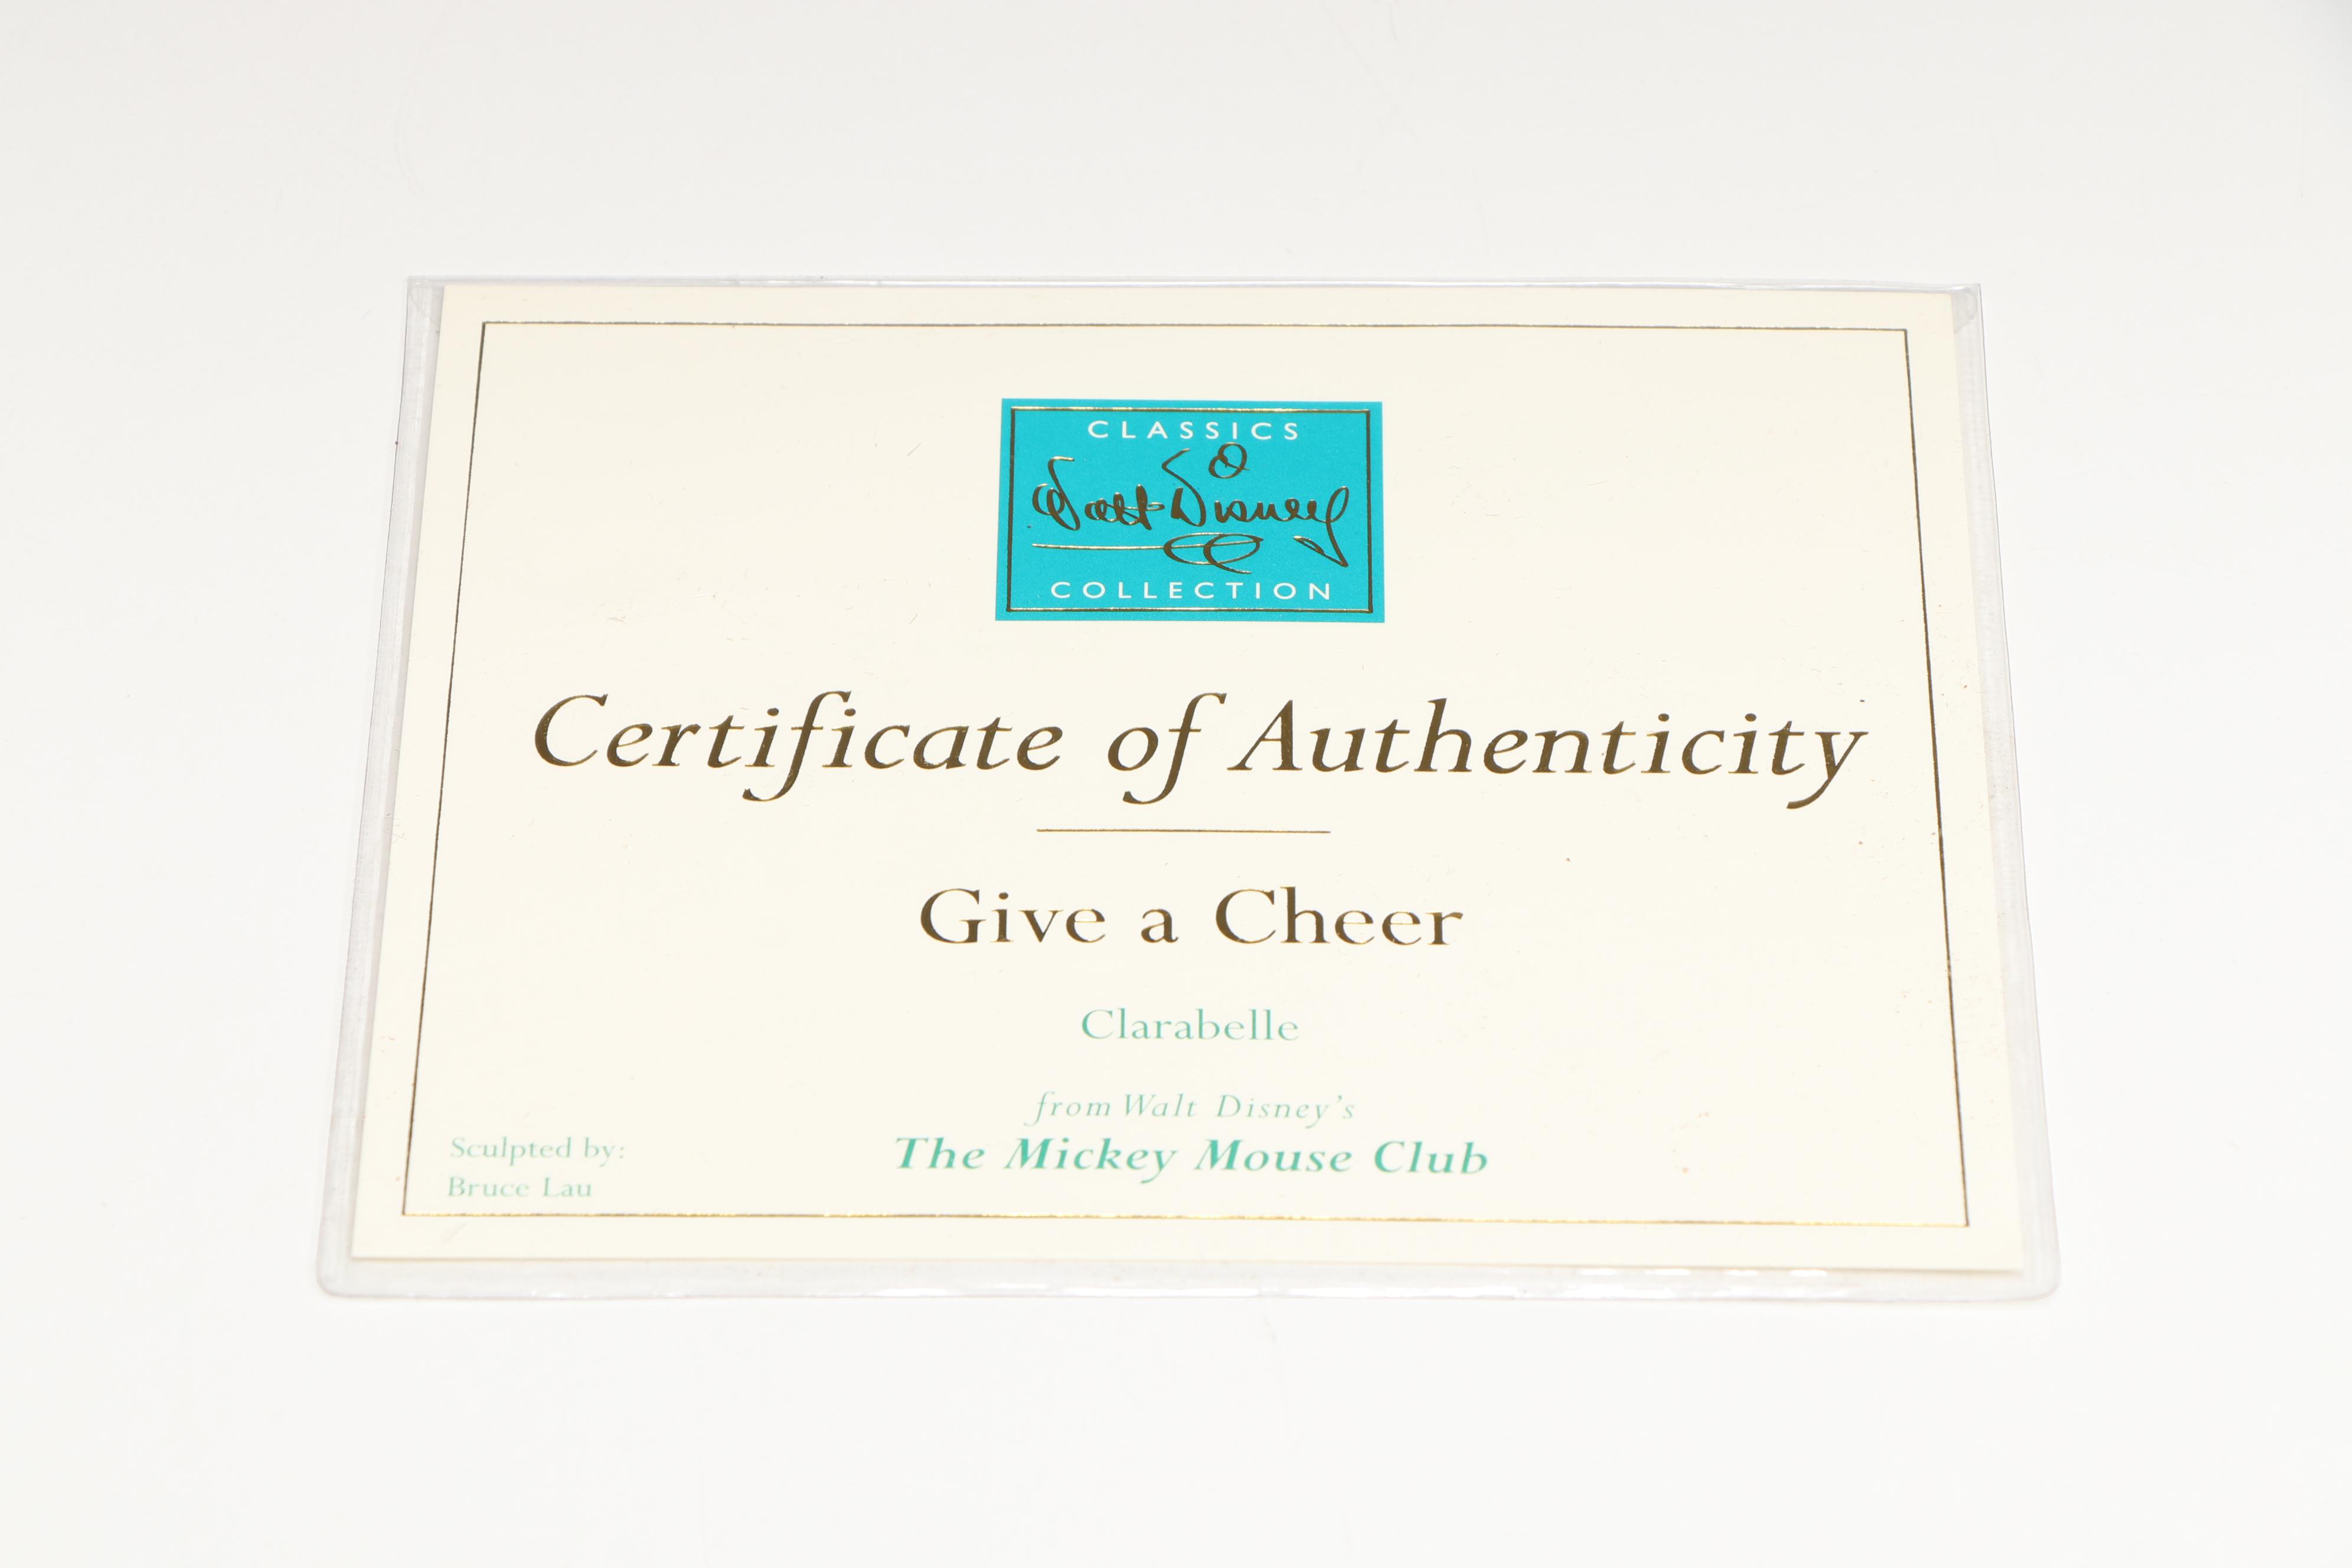 CLASSICS
Walt Disney
COLLECTION
Certificate of Authenticity
Give a Cheer
Clarabelle
from Walt Disney's
The Mickey Mouse Club
Sculpted by:
Bruce Lau